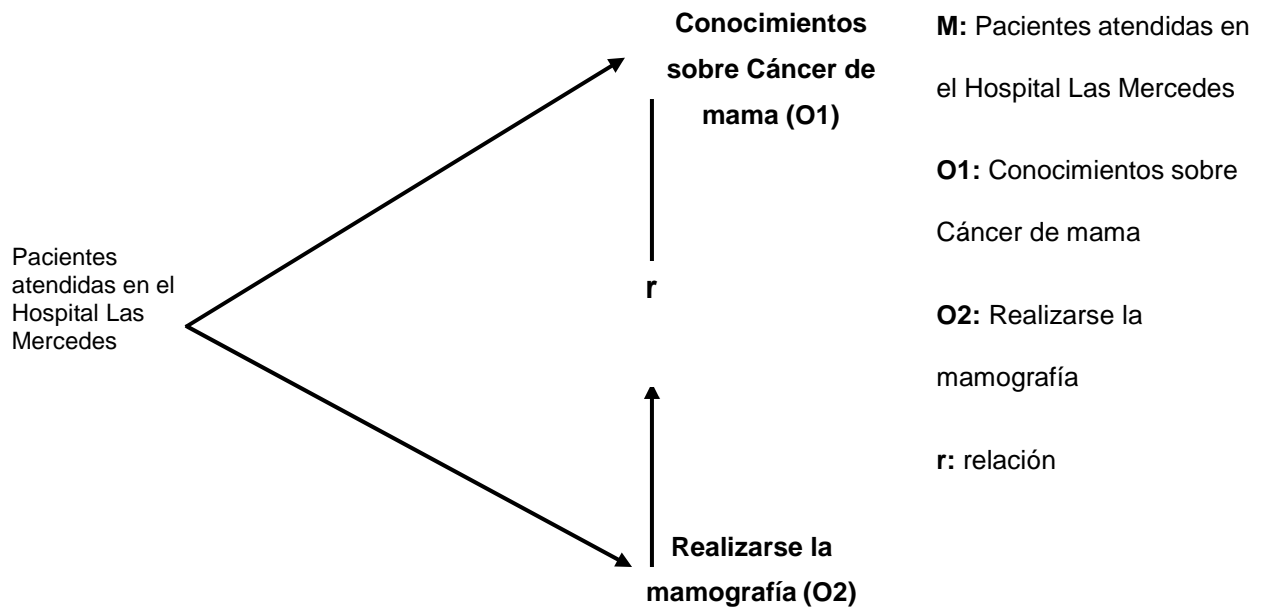 Conocimientos
sobre Cáncer de
mama (O1)
Pacientes
atendidas en el
Hospital Las
Mercedes
r
Realizarse la
mamografía (O2)
M: Pacientes atendidas en
el Hospital Las Mercedes
O1: Conocimientos sobre
Cáncer de mama
O2: Realizarse la
mamografía
r: relación